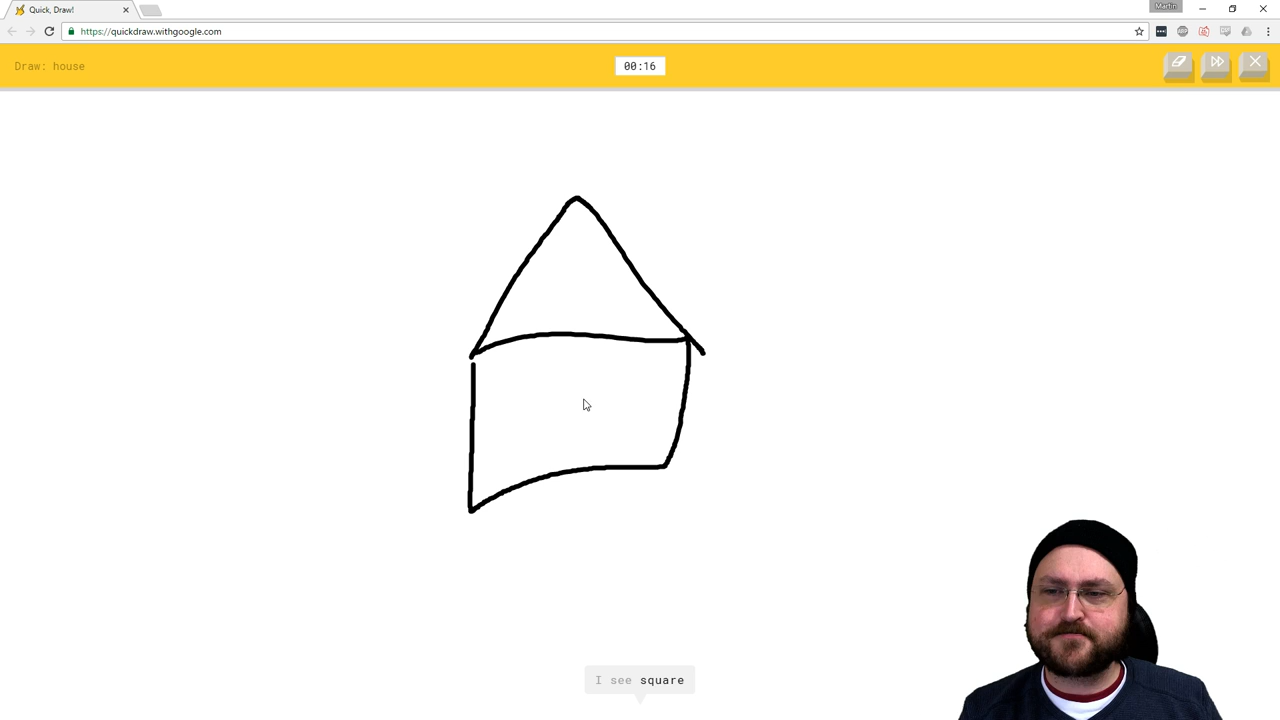 Quick, Draw!
Martin
https://quickdraw.withgoogle.com
Draw: house
00:16
I see square